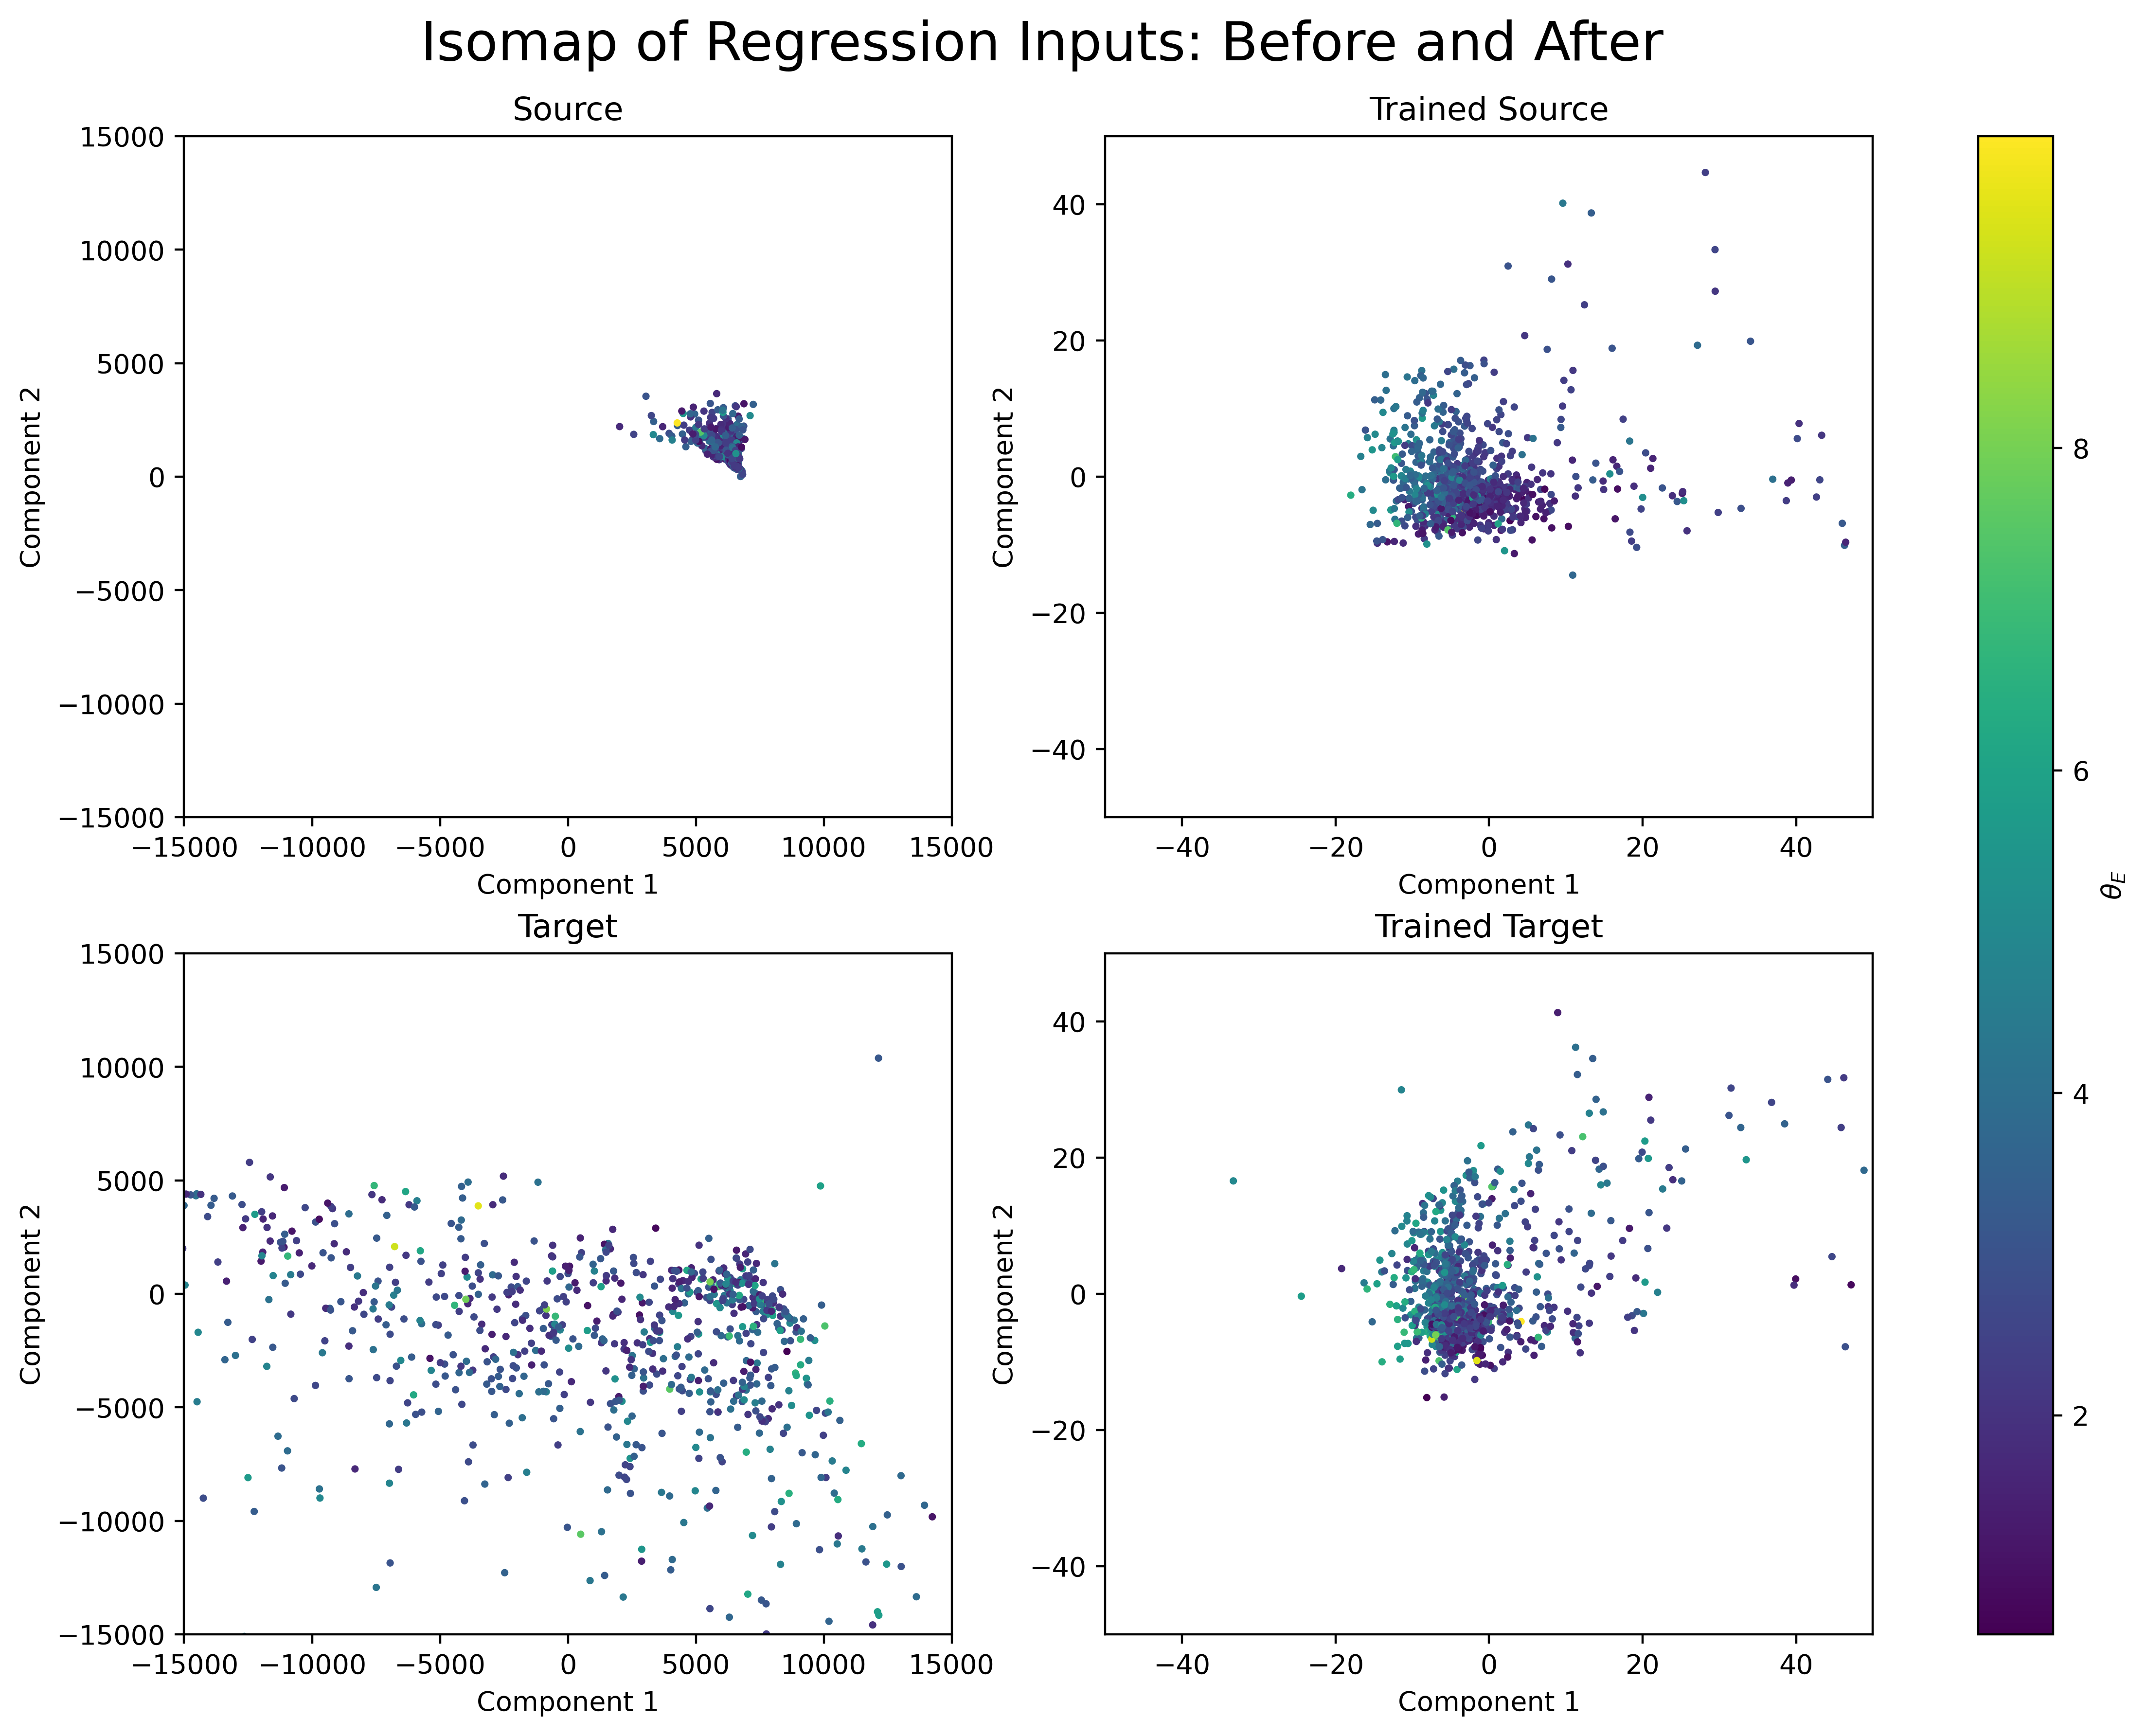 Isomap of Regression Inputs: Before and After
Source
15000
10000
5000
0
−5000
−10000
−15000
−15000 −10000 −5000 0 5000 10000 15000
Component 2
Component 1
Trained Source
40
20
0
−20
−40
−40 −20 0 20 40
Component 2
Component 1
Target
15000
10000
5000
0
−5000
−10000
−15000
−15000 −10000 −5000 0 5000 10000 15000
Component 2
Component 1
Trained Target
40
20
0
−20
−40
−40 −20 0 20 40
Component 2
Component 1
8
6
4
2
θ_E